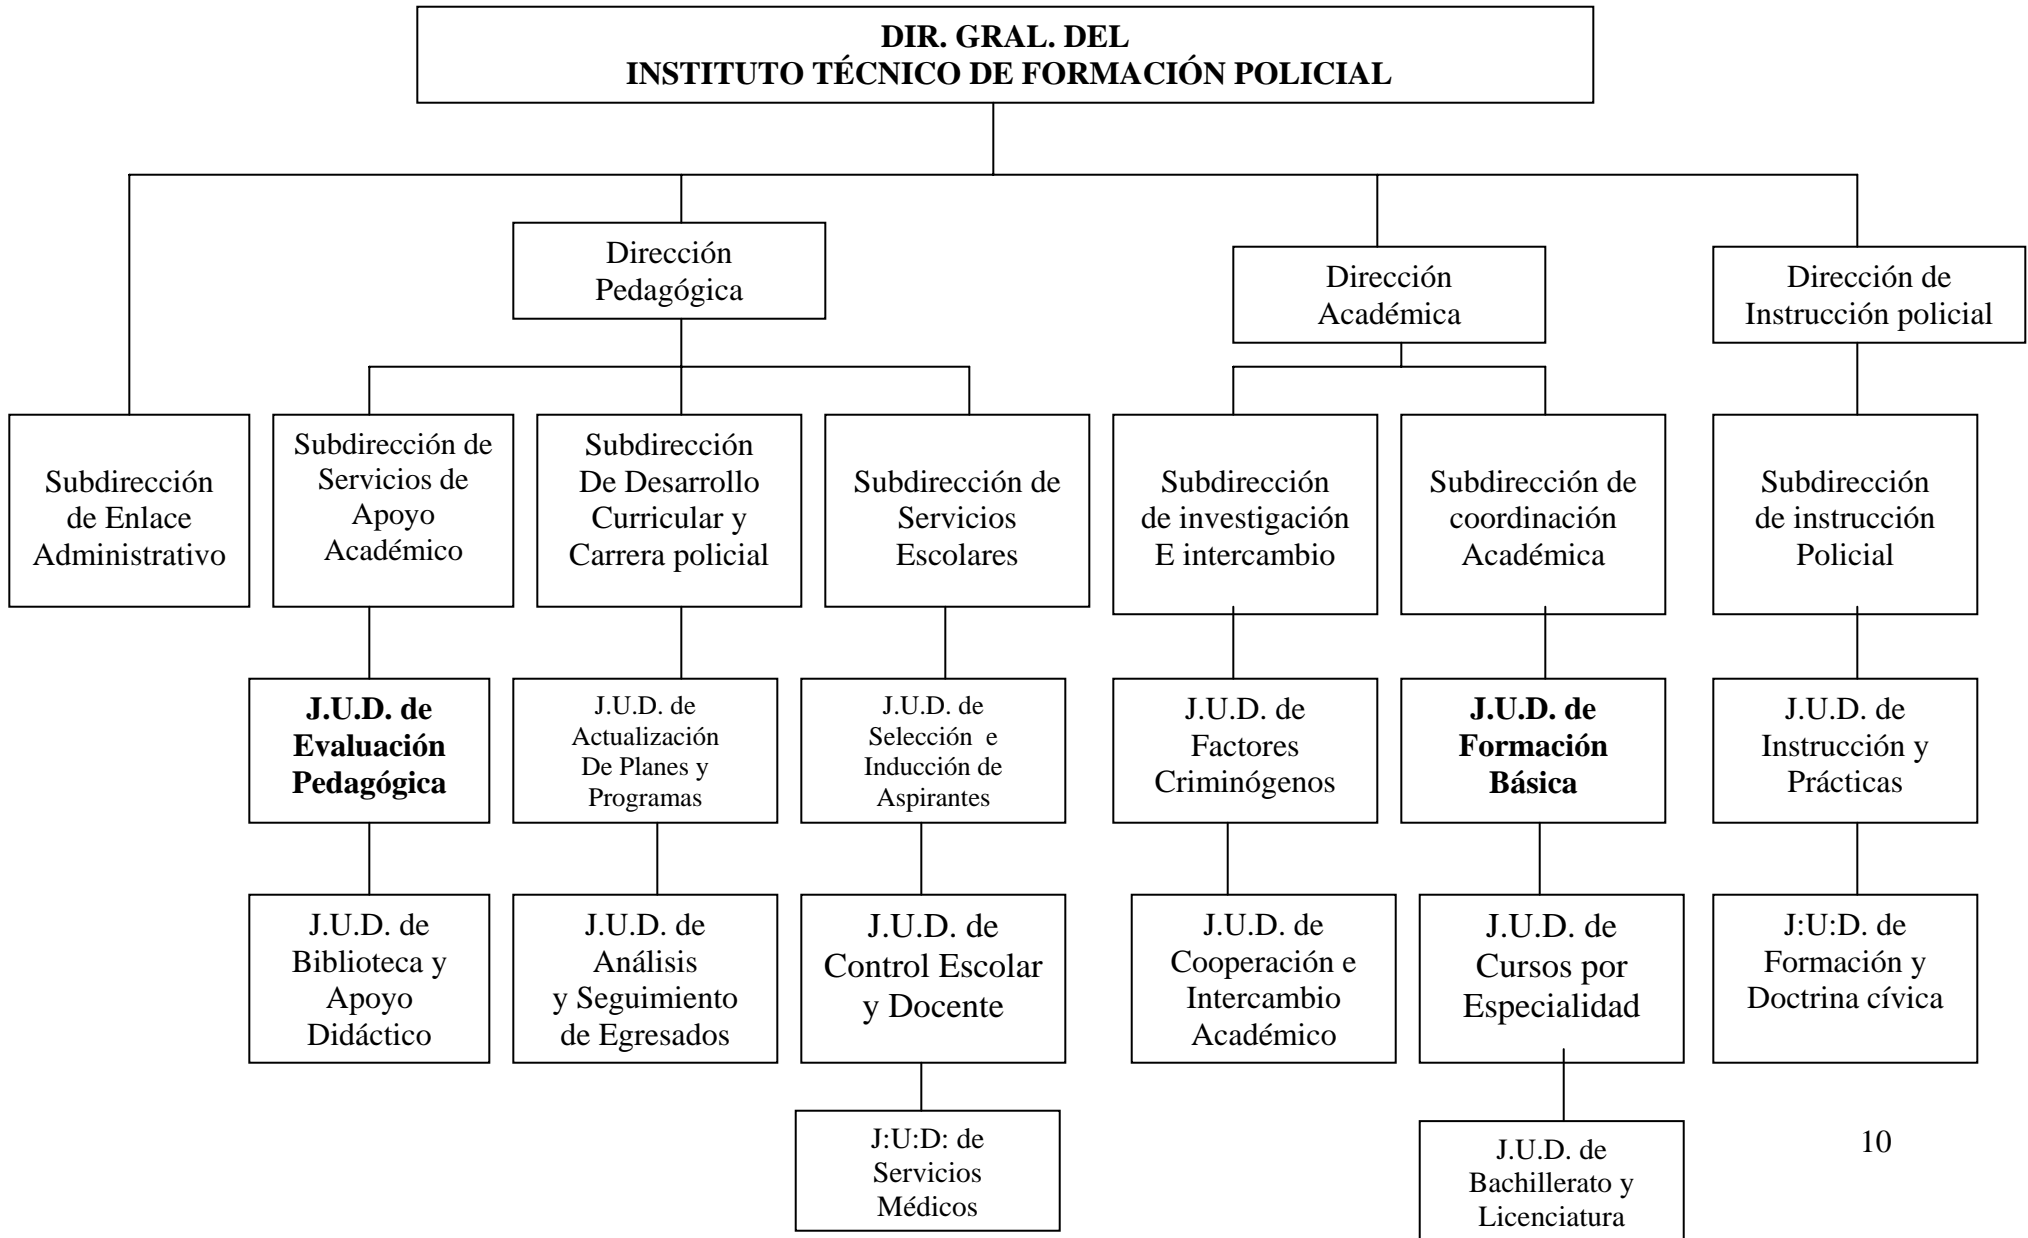 DIR. GRAL. DEL
INSTITUTO TÉCNICO DE FORMACIÓN POLICIAL
Dirección
Pedagógica
Dirección
Académica
Dirección de
Instrucción policial
Subdirección
de Enlace
Administrativo
Subdirección de
Servicios de
Apoyo
Académico
Subdirección
De Desarrollo
Curricular y
Carrera policial
Subdirección de
Servicios
Escolares
Subdirección
de investigación
E intercambio
Subdirección de
coordinación
Académica
Subdirección
de instrucción
Policial
J.U.D. de
Evaluación
Pedagógica
J.U.D. de
Actualización
De Planes y
Programas
J.U.D. de
Selección e
Inducción de
Aspirantes
J.U.D. de
Factores
Criminógenos
J.U.D. de
Formación
Básica
J.U.D. de
Instrucción y
Prácticas
J.U.D. de
Biblioteca y
Apoyo
Didáctico
J.U.D. de
Análisis
y Seguimiento
de Egresados
J.U.D. de
Control Escolar
y Docente
J.U.D. de
Cooperación e
Intercambio
Académico
J.U.D. de
Cursos por
Especialidad
J:U:D. de
Formación y
Doctrina cívica
J:U:D: de
Servicios
Médicos
J.U.D. de
Bachillerato y
Licenciatura
10